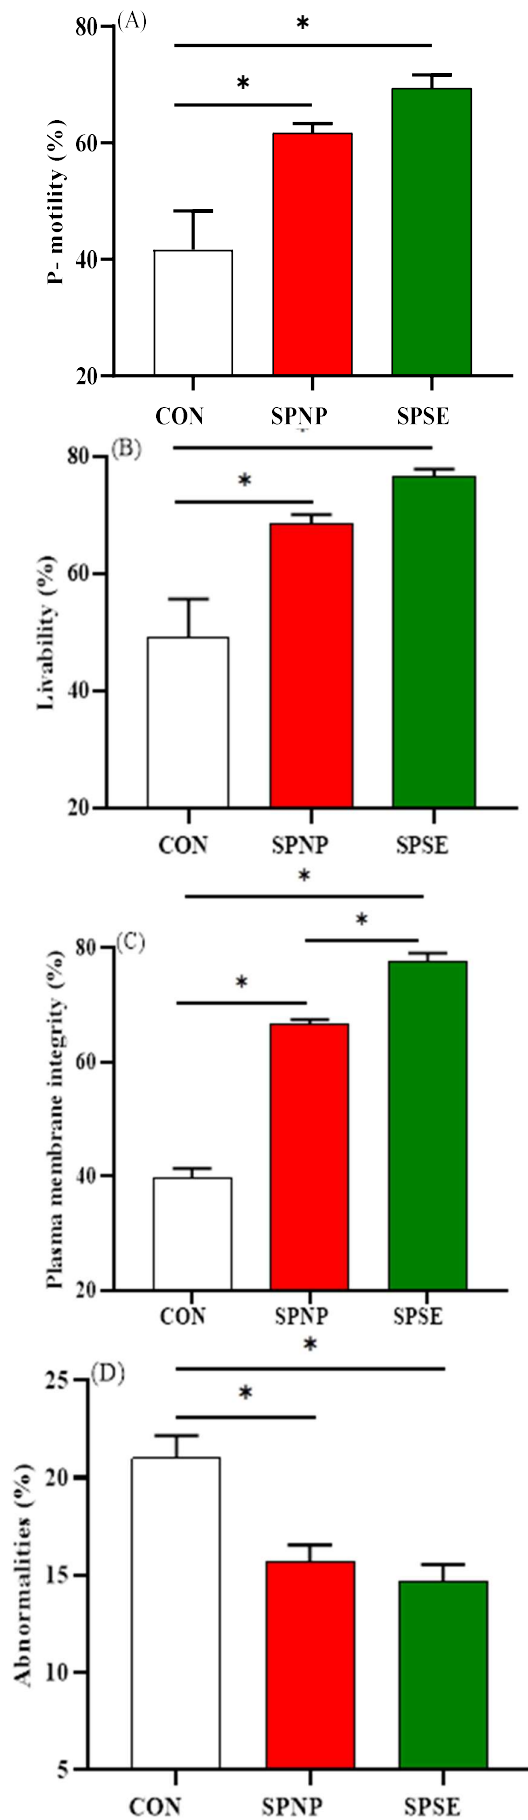 (A)
*
*
80
60
40
20
P- motility (%)
CON SPNP SPSE
(B)
*
80
60
40
20
Livability (%)
CON SPNP SPSE
*
*
*
(C)
80
60
40
20
Plasma membrane integrity (%)
CON SPNP SPSE
*
*
(D)
25
20
15
10
5
Abnormalities (%)
CON SPNP SPSE